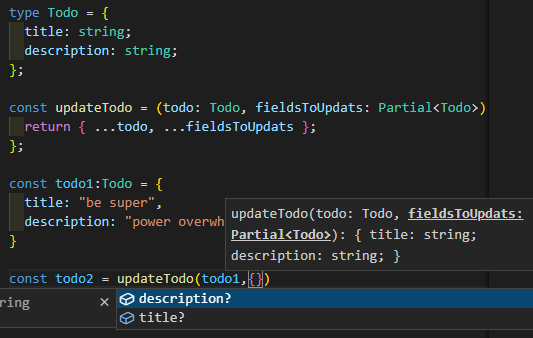 type Todo = {
title: string;
description: string;
};
const updateTodo = (todo: Todo, fieldsToUpdats: Partial<Todo>)
return { ...todo, ...fieldsToUpdats };
};
const todo1:Todo = {
title: "be super",
description: "power overwh
}
updateTodo(todo: Todo, fieldsToUpdats:
Partial<Todo>): { title: string;
description: string; }
const todo2 = updateTodo(todo1,{})
ring
description?
title?